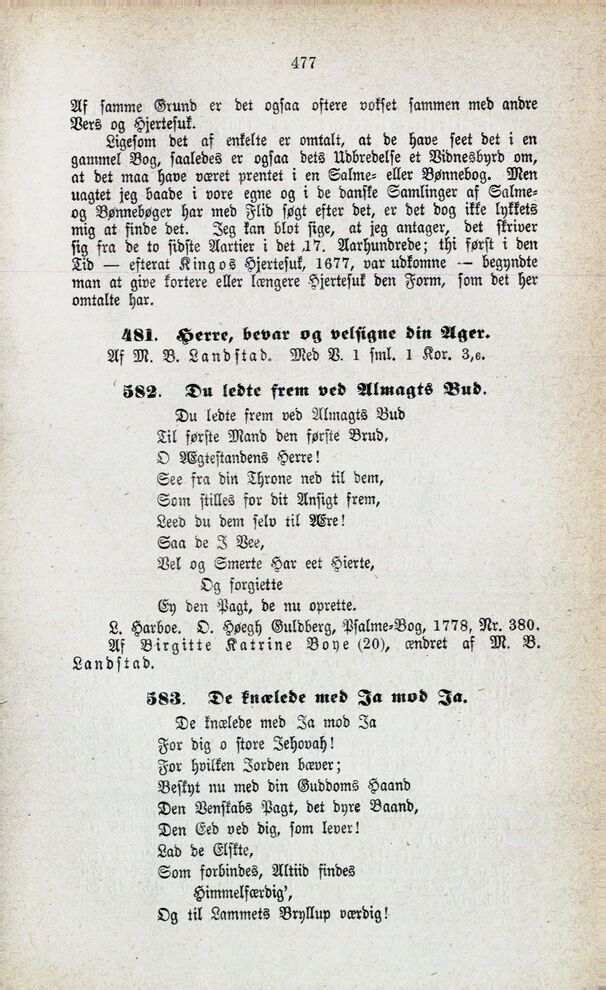 477
Af samme Grund er det ogsaa oftere vokset sammen med andre
Vers og Hjertesuk.
Ligesom det af enkelte er omtalt, at de have seet det i en
gammel Bog, saaledes er ogsaa dets Udbredelse et Vidnesbyrd om,
at det maa have været prentet i en Salme- eller Bønnebog. Men
uagtet jeg baade i vore egne og i de danske Samlinger af Salme-
og Bønnebøger har med Flid søgt efter det, er det dog ikke lykkets
mig at finde det. Jeg kan blot sige, at jeg antager, det skriver
sig fra de to sidste Aartier i det 17. Aarhundrede; thi først i den
Tid — efterat Kingos Hjertesuk, 1677, var udkomne — begyndte
man at give kortere eller længere Hjertesuk den Form, som det her
omtalte har.
481. Herre, bevar og velsigne din Ager.
Af M. B. Landstad. Med V. 1 sml. 1 Kor. 3,6.
582. Du ledte frem ved Almagts Bud.
Du ledte frem ved Almagts Bud
Til første Mand den første Brud,
O Ægtestandens Herre!
See fra din Throne ned til dem,
Som stilles for dit Ansigt frem,
Leed du dem selv til Ære!
Saa de I Vee,
Vel og Smerte Har eet Hierte,
Og forgiette
Ey den Pagt, de nu oprette.
L. Harboe. O. Høegh Guldberg, Psalme-Bog, 1778, Nr. 380.
Af Birgitte Katrine Boye (20), ændret af M. B.
Landstad.
583. De knælede med Ja mod Ja.
De knælede med Ja mod Ja
For dig o store Jehovah!
For hvilken Jorden bæver;
Beskyt nu med din Guddoms Haand
Den Venskabs Pagt, det dyre Baand,
Den Eed ved dig, som lever!
Lad de Elskte,
Som forbindes, Altiid findes
Himmelfærdig',
Og til Lammets Bryllup værdig!